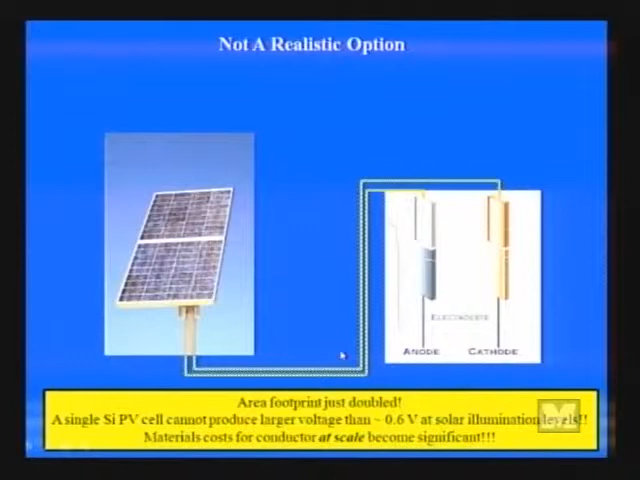 Not A Realistic Option
ELECTROLYTE
ANODE CATHODE
Area footprint just doubled!
A single Si PV cell cannot produce larger voltage than ~ 0.6 V at solar illumination levels!!
Materials costs for conductor at scale become significant!!!